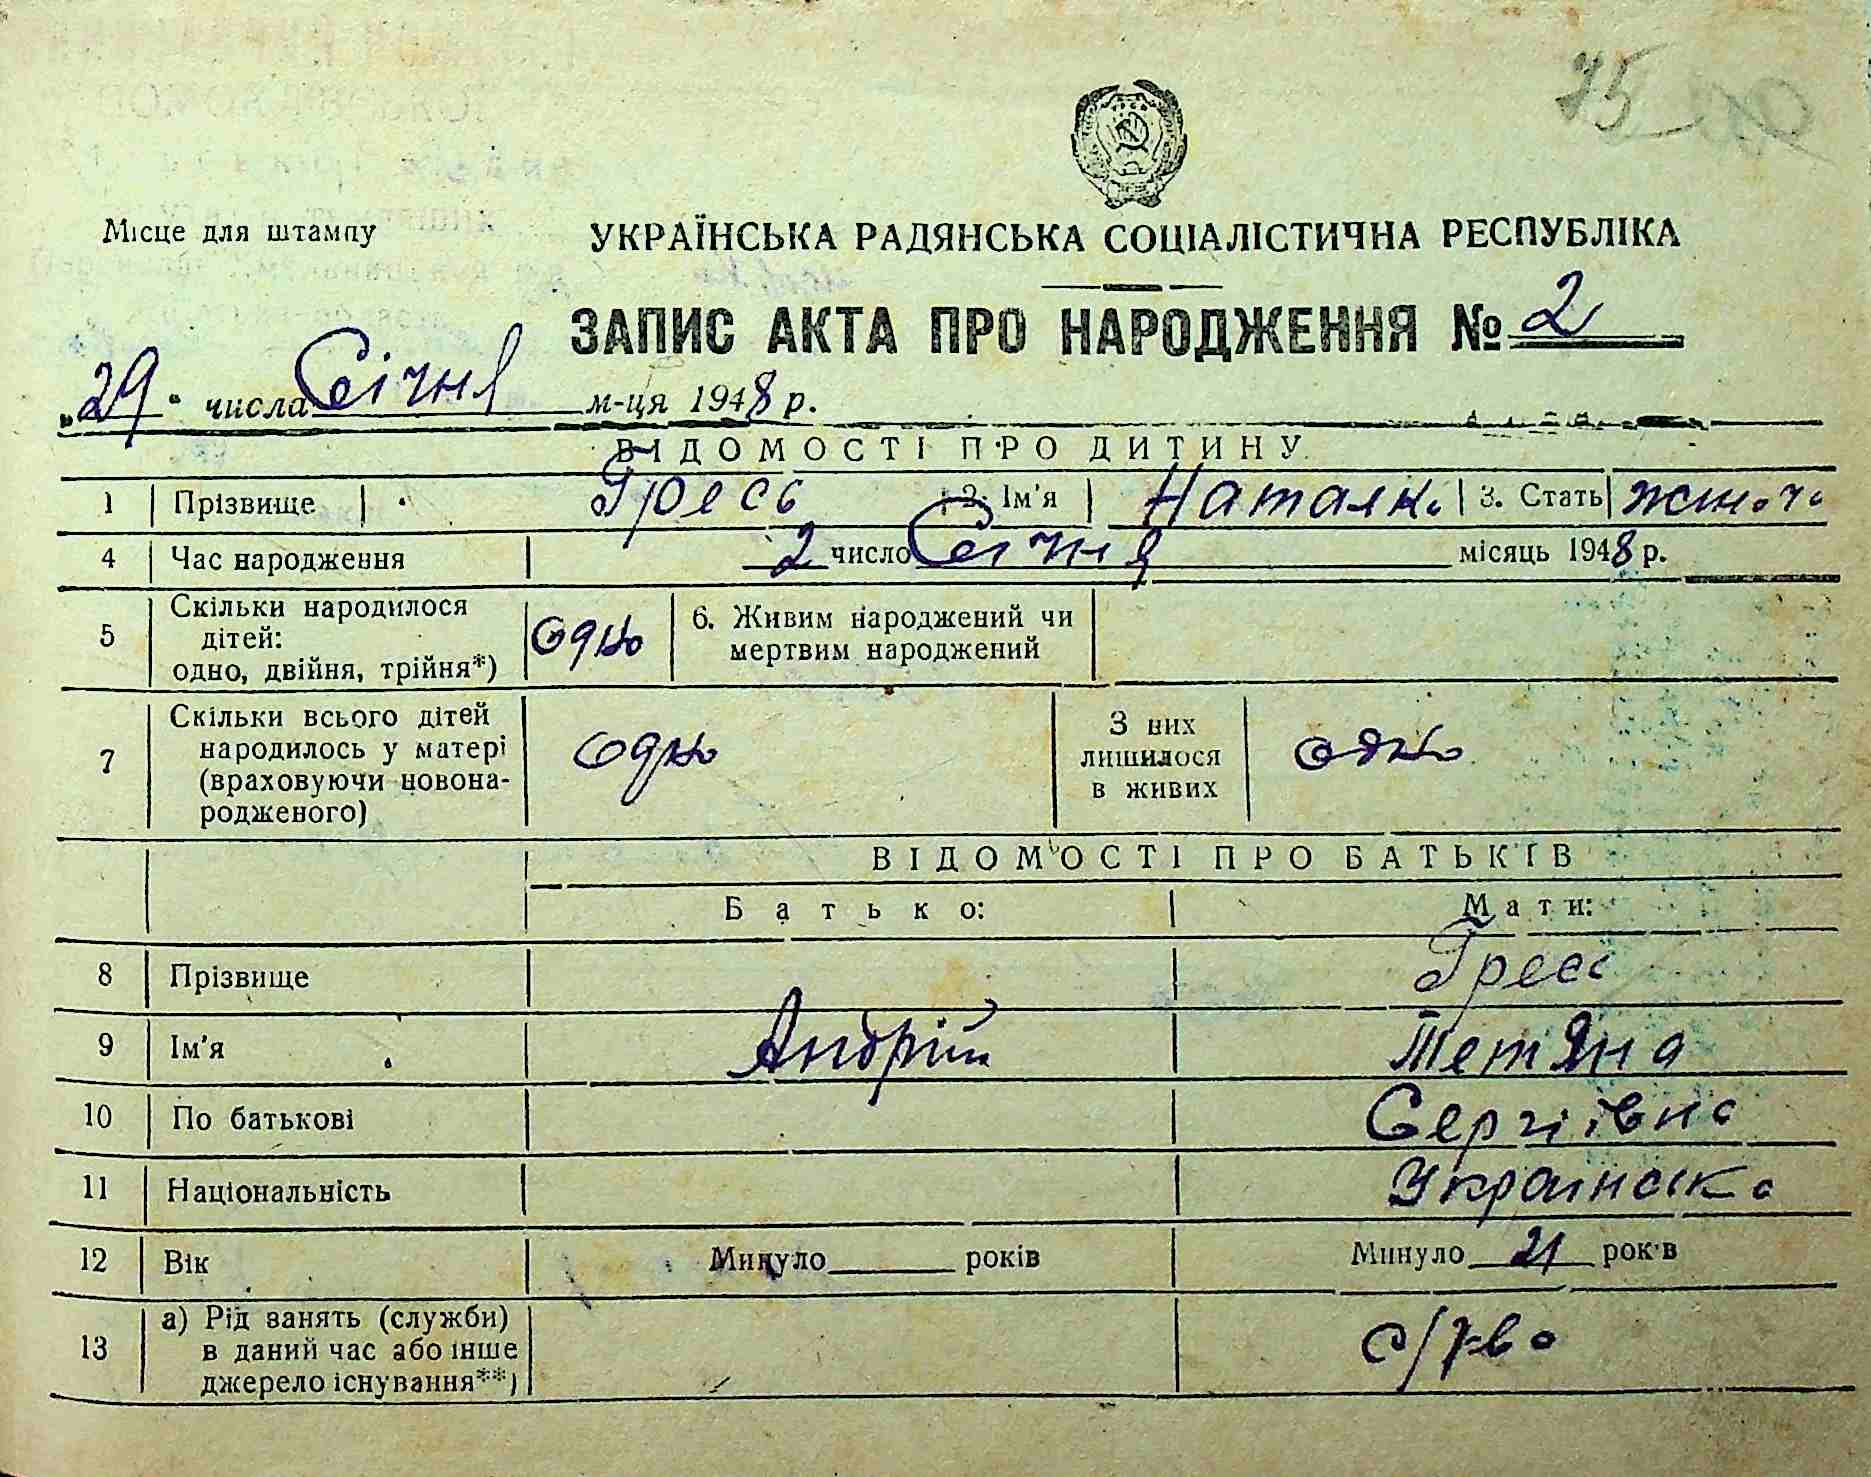 75
Місце для штампу
УКРАЇНСЬКА РАДЯНСЬКА СОЦІАЛІСТИЧНА РЕСПУБЛІКА
ЗАПИС АКТА ПРО НАРОДЖЕННЯ № 2
„29“ числа Січня м-ця 1948 р.
ВІДОМОСТІ ПРО ДИТИНУ
1 Прізвище Гресь 2. Ім'я Наталка 3. Стать жіноча
4 Час народження 2 число Січня місяць 1948 р.
5 Скільки народилося дітей: одно, двійня, трійня*) одно 6. Живим народжений чи мертвим народжений
7 Скільки всього дітей народилось у матері (враховуючи новонародженого) одно З них лишилося в живих одно
ВІДОМОСТІ ПРО БАТЬКІВ
Батько: Мати:
8 Прізвище Гресь
9 Ім'я Андрій Тетяна
10 По батькові Сергіївна
11 Національність Українська
12 Вік Минуло років Минуло 21 років
13 а) Рід занять (служби) в даний час або інше джерело існування**)